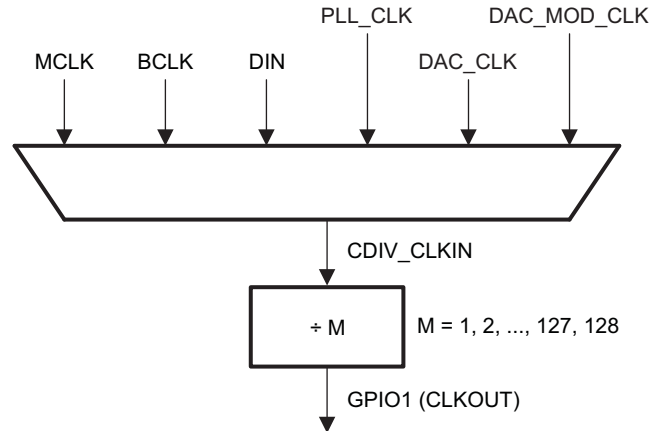 PLL_CLK DAC_MOD_CLK
MCLK BCLK DIN DAC_CLK
CDIV_CLKIN
÷ M M = 1, 2, ..., 127, 128
GPIO1 (CLKOUT)